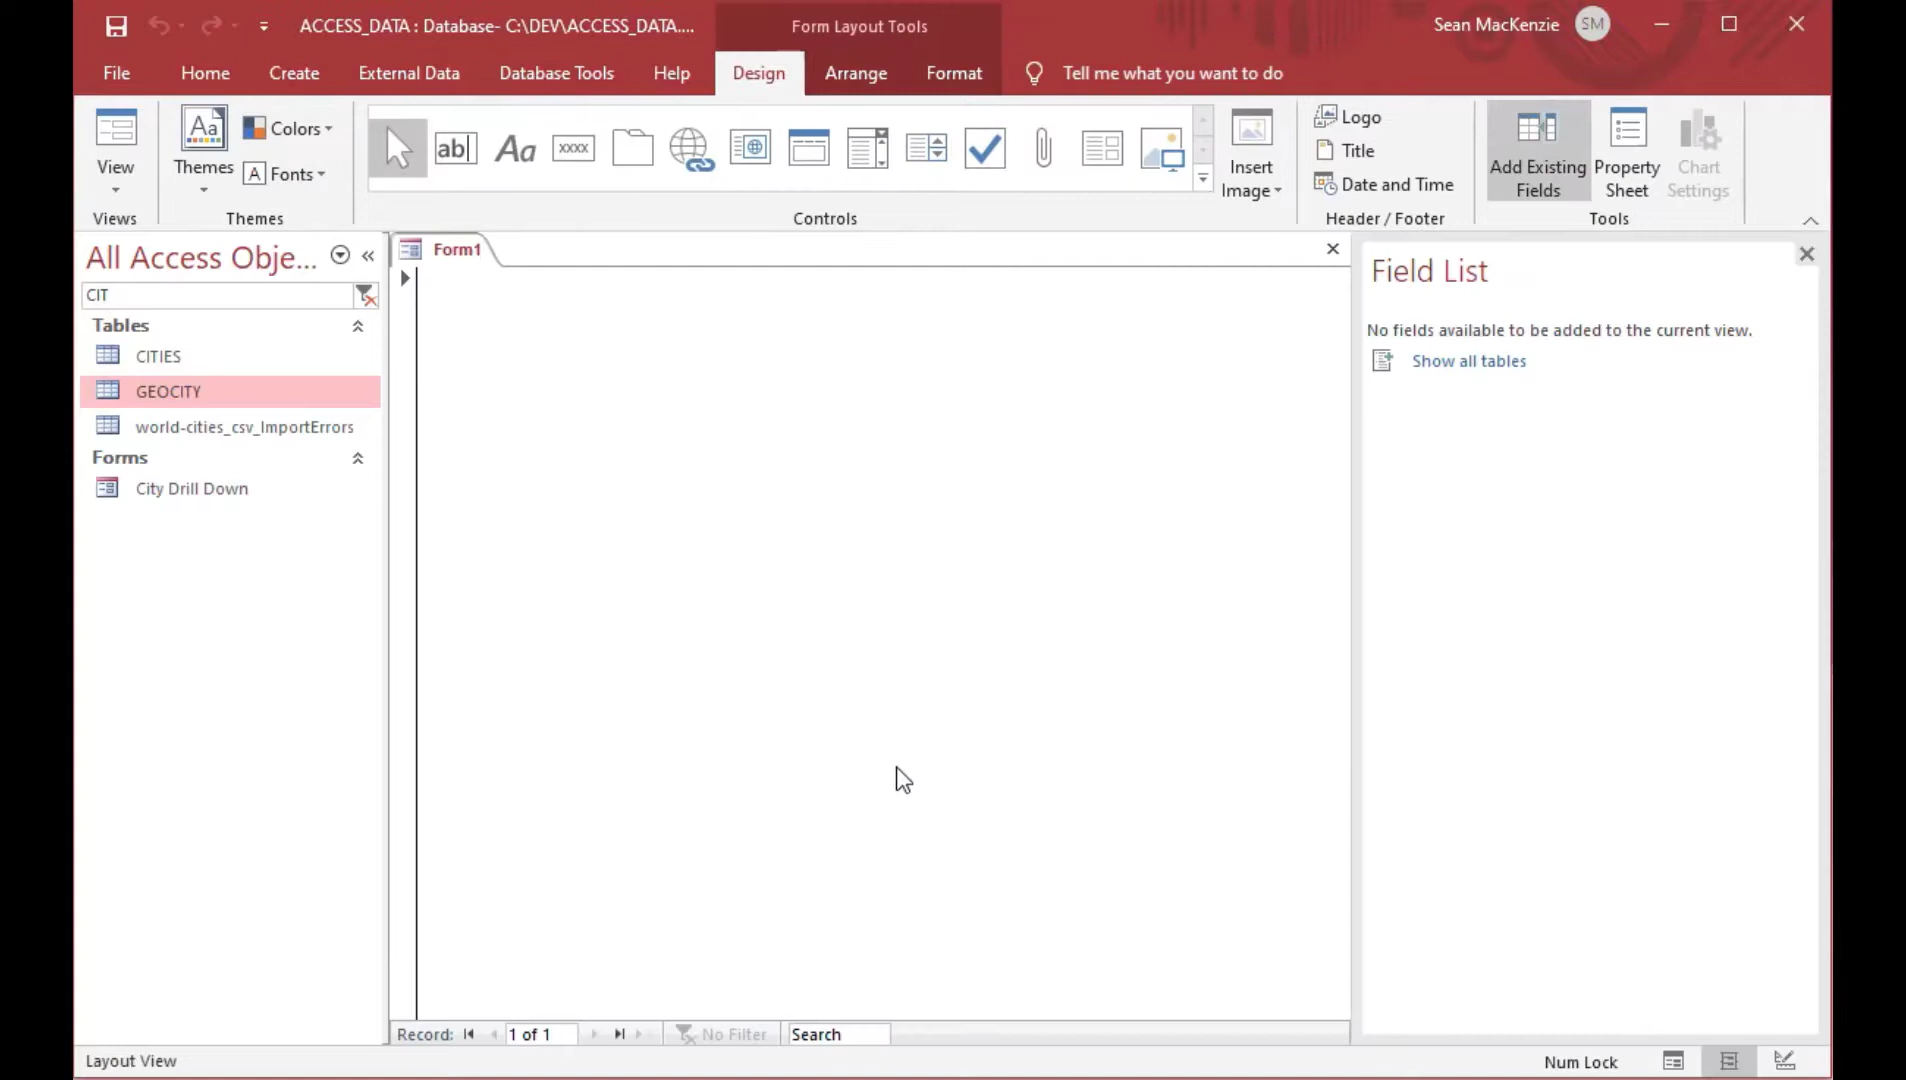 ACCESS_DATA : Database- C:\DEV\ACCESS_DATA....
Form Layout Tools
Sean MacKenzie
SM
File
Home
Create
External Data
Database Tools
Help
Design
Arrange
Format
Tell me what you want to do
View
Views
Aa
Themes
Colors
A Fonts
Themes
ab|
Aa
xxxx
Controls
Insert
Image
Logo
Title
Date and Time
Header / Footer
Add Existing
Fields
Property
Sheet
Chart
Settings
Tools
All Access Obje...
CIT
Tables
CITIES
GEOCITY
world-cities_csv_ImportErrors
Forms
City Drill Down
Form1
Field List
No fields available to be added to the current view.
Show all tables
Record:
1 of 1
No Filter
Search
Layout View
Num Lock